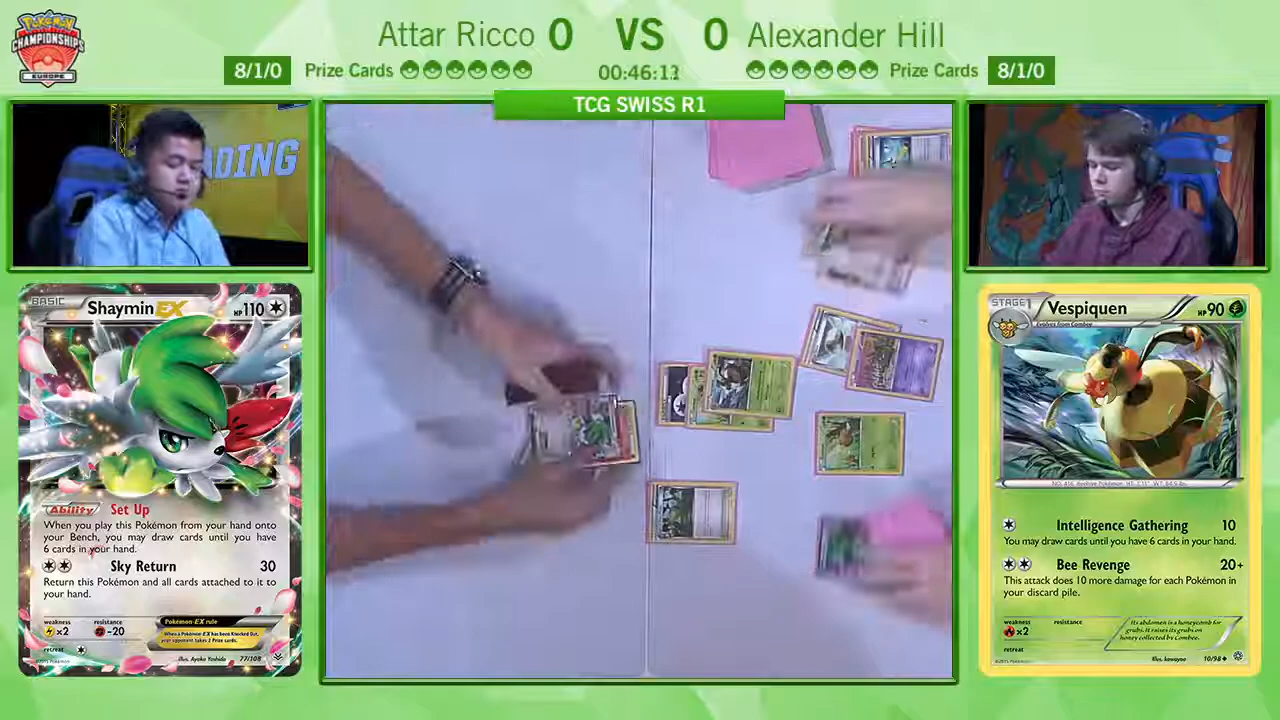 Pokémon
CHAMPIONSHIPS
EUROPE
Attar Ricco 0 VS 0 Alexander Hill
8/1/0 Prize Cards 00:46:12 Prize Cards 8/1/0
TCG SWISS R1
ADING
BASIC Shaymin EX HP110
Ability Set Up
When you play this Pokémon from your hand onto
your Bench, you may draw cards until you have
6 cards in your hand.
Sky Return 30
Return this Pokémon and all cards attached to it to
your hand.
weakness resistance
×2 -20
retreat
Pokémon-EX rule
When a Pokémon-EX has been Knocked Out,
your opponent takes 2 Prize cards.
Illus. Ayaka Yoshida 77/108
STAGE1 Vespiquen HP90
Evolves from Combee
Intelligence Gathering 10
You may draw cards until you have 6 cards in your hand.
Bee Revenge 20+
This attack does 10 more damage for each Pokémon in
your discard pile.
weakness resistance
×2
retreat
Its abdomen is a honeycomb for
grubs. It raises its grubs on
honey collected by Combee.
Illus. kawayoo 10/98